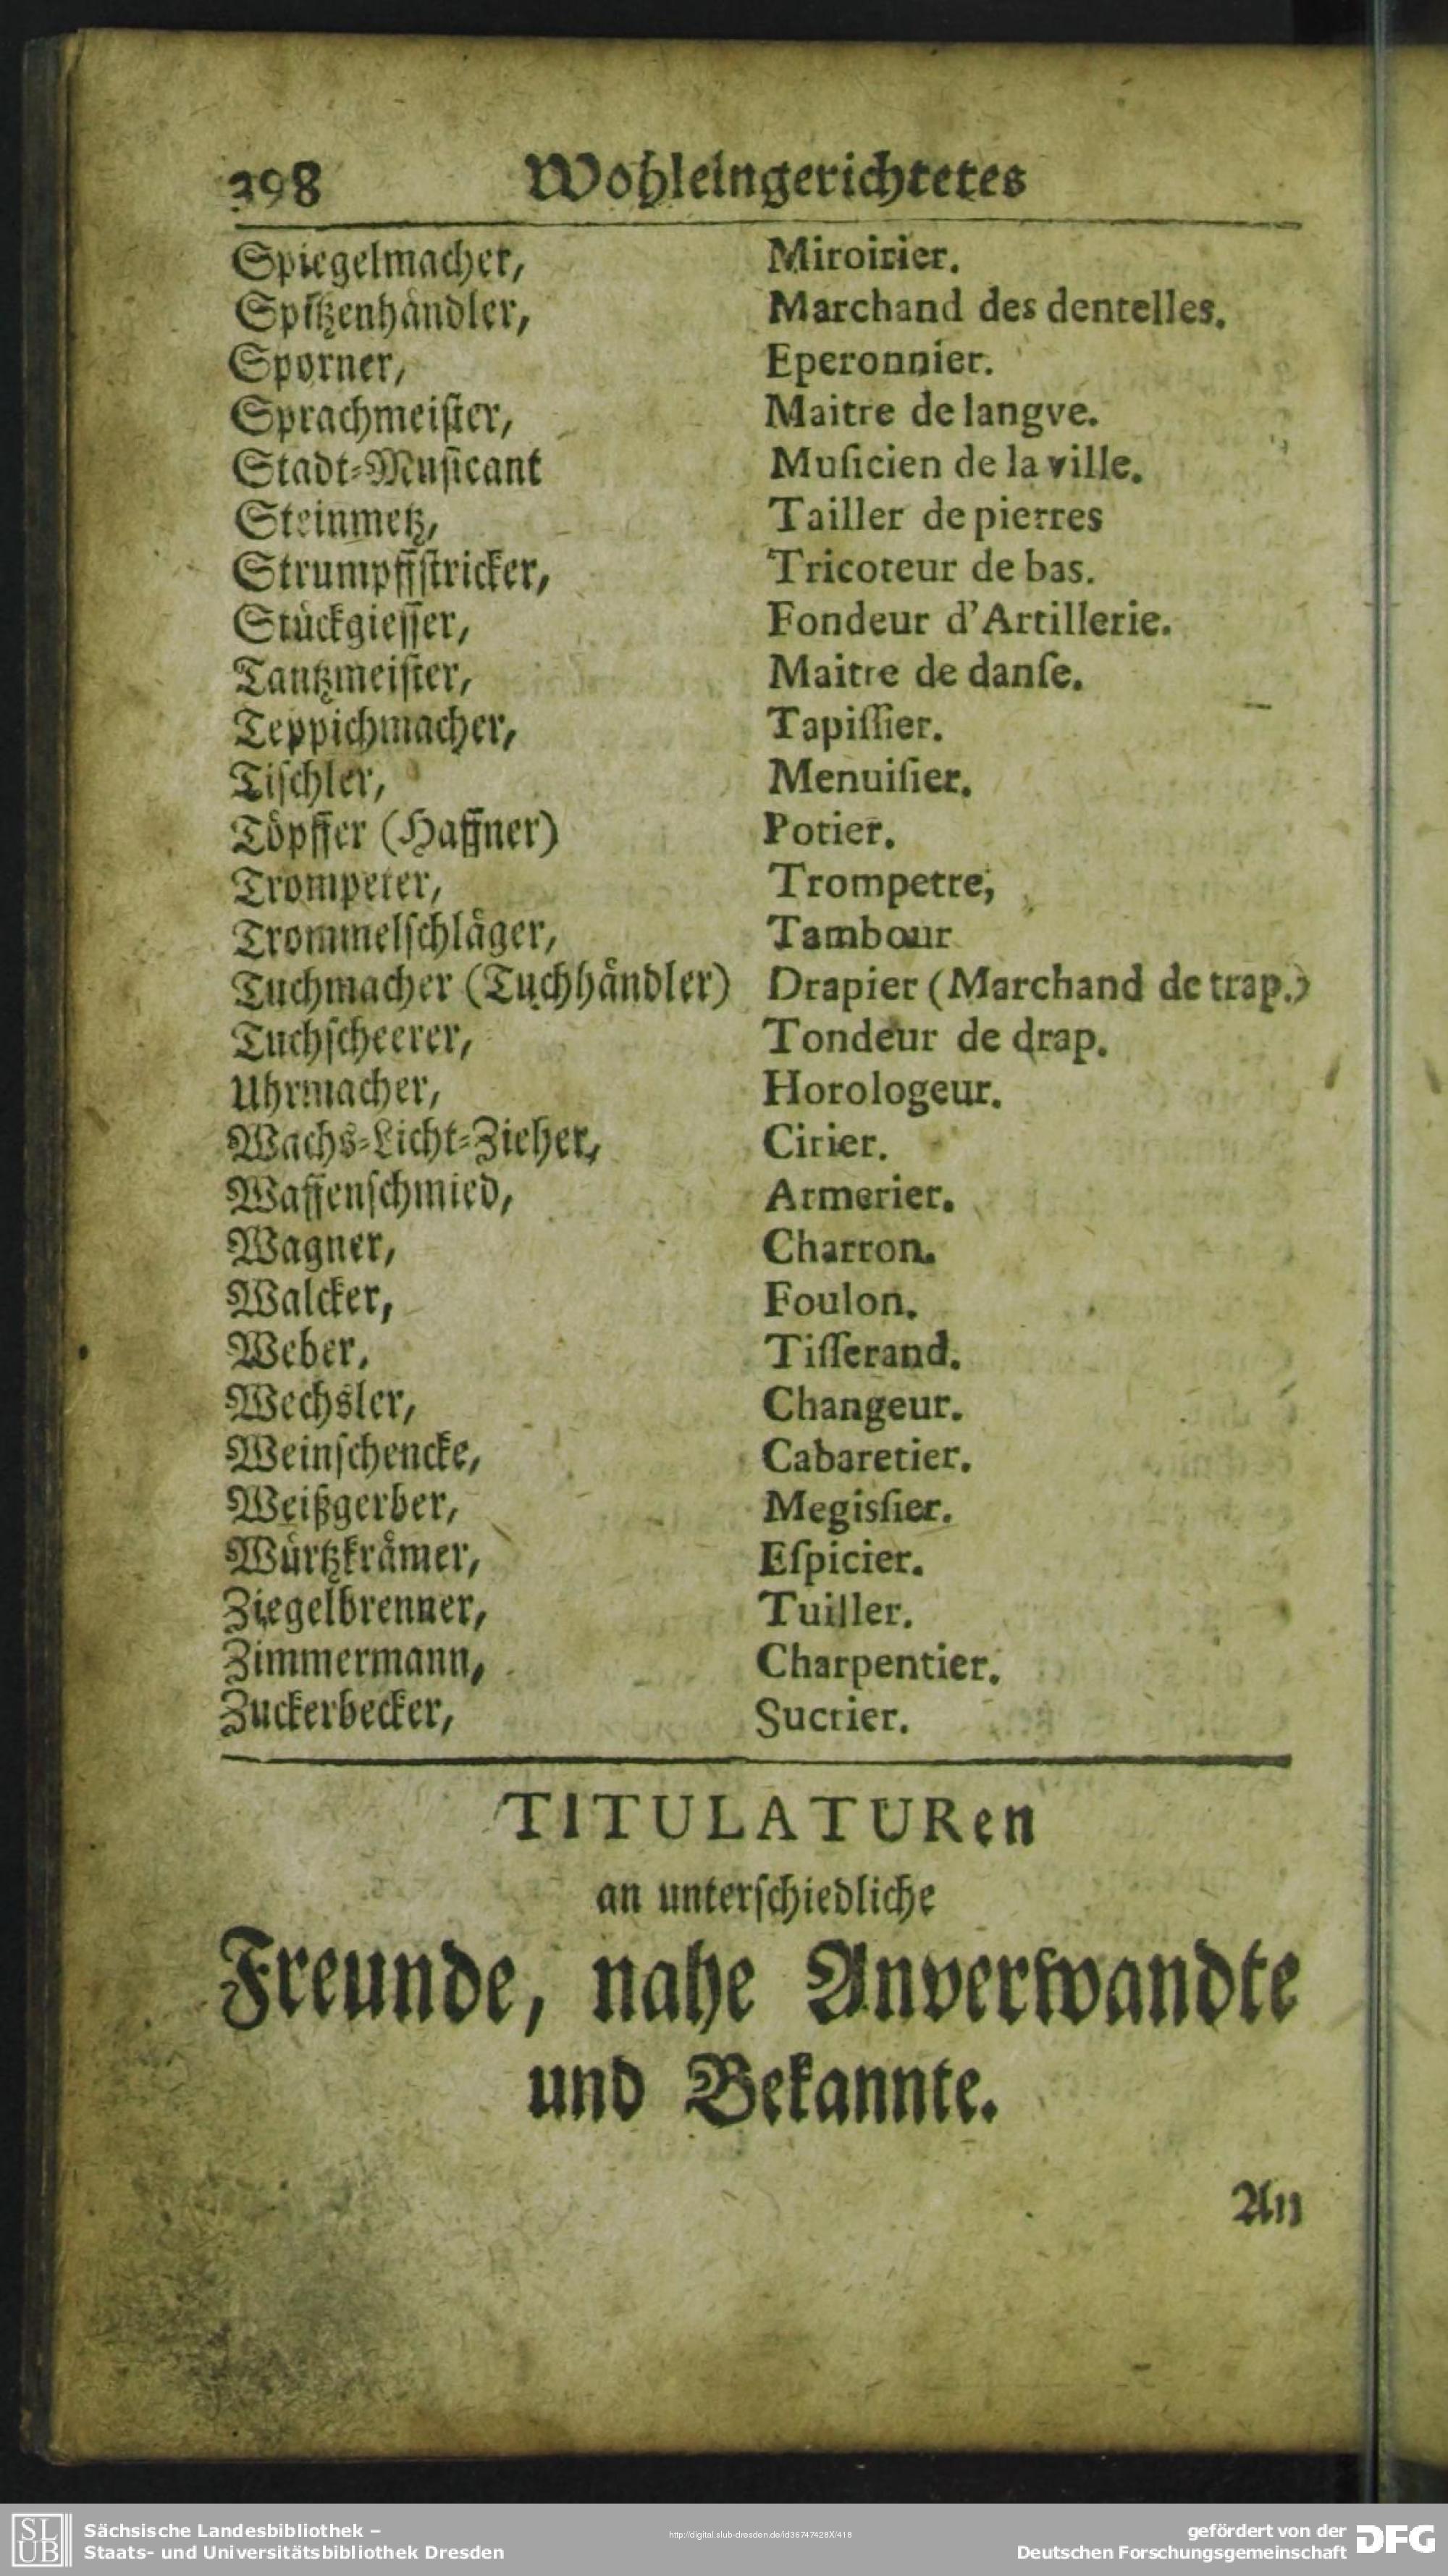 398 Wohleingerichtetes
Spiegelmacher, Miroirier.
Spitzenhändler, Marchand des dentelles.
Sporner, Eperonnier.
Sprachmeister, Maitre de langve.
Stadt-Musicant Muſicien de la ville.
Steinmetz, Tailler de pierres
Strumpffstricker, Tricoteur de bas.
Stückgiesser, Fondeur d'Artillerie.
Tantzmeister, Maitre de danſe.
Teppichmacher, Tapiſſier.
Tischler, Menuiſier.
Töpffer (Haffner) Potier.
Trompeter, Trompetre,
Trommelschläger, Tambour
Tuchmacher (Tuchhändler) Drapier (Marchand de trap.)
Tuchscheerer, Tondeur de drap.
Uhrmacher, Horologeur.
Wachs-Licht-Zieher, Cirier.
Waffenschmied, Armerier.
Wagner, Charron.
Walcker, Foulon.
Weber, Tiſſerand.
Wechsler, Changeur.
Weinschencke, Cabaretier.
Weißgerber, Megisſier.
Würtzkrämer, Eſpicier.
Ziegelbrenner, Tuiller.
Zimmermann, Charpentier.
Zuckerbecker, Sucrier.
TITULATURen
an unterschiedliche
Freunde, nahe Anverwandte
und Bekannte.
An
SLUB
Sächsische Landesbibliothek –
Staats- und Universitätsbibliothek Dresden
http://digital.slub-dresden.de/id36747428X/418
gefördert von der
Deutschen Forschungsgemeinschaft
DFG